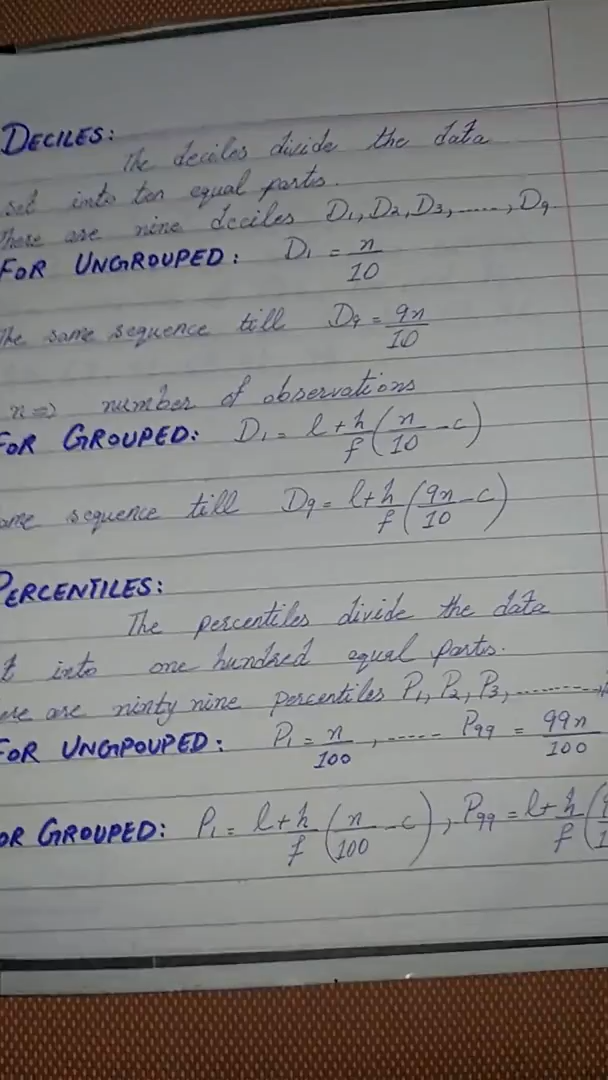 DECILES:
The deciles divide the data
set into ten equal parts.
There are nine deciles D₁, D₂, D₃, ......, D₉
FOR UNGROUPED: D₁ = n/10
The same sequence till D₉ = 9n/10
n => number of observations
FOR GROUPED: D₁ = l + h/f (n/10 - c)
ame sequence till D₉ = l + h/f (9n/10 - c)
PERCENTILES:
The percentiles divide the data
t into one hundred equal parts.
ere are ninty nine percentiles P₁, P₂, P₃, ..........,
FOR UNGPOUPED: P₁ = n/100, ..... P₉₉ = 99n/100
OR GROUPED: P₁ = l + h/f (n/100 - c), P₉₉ = l + h/f (